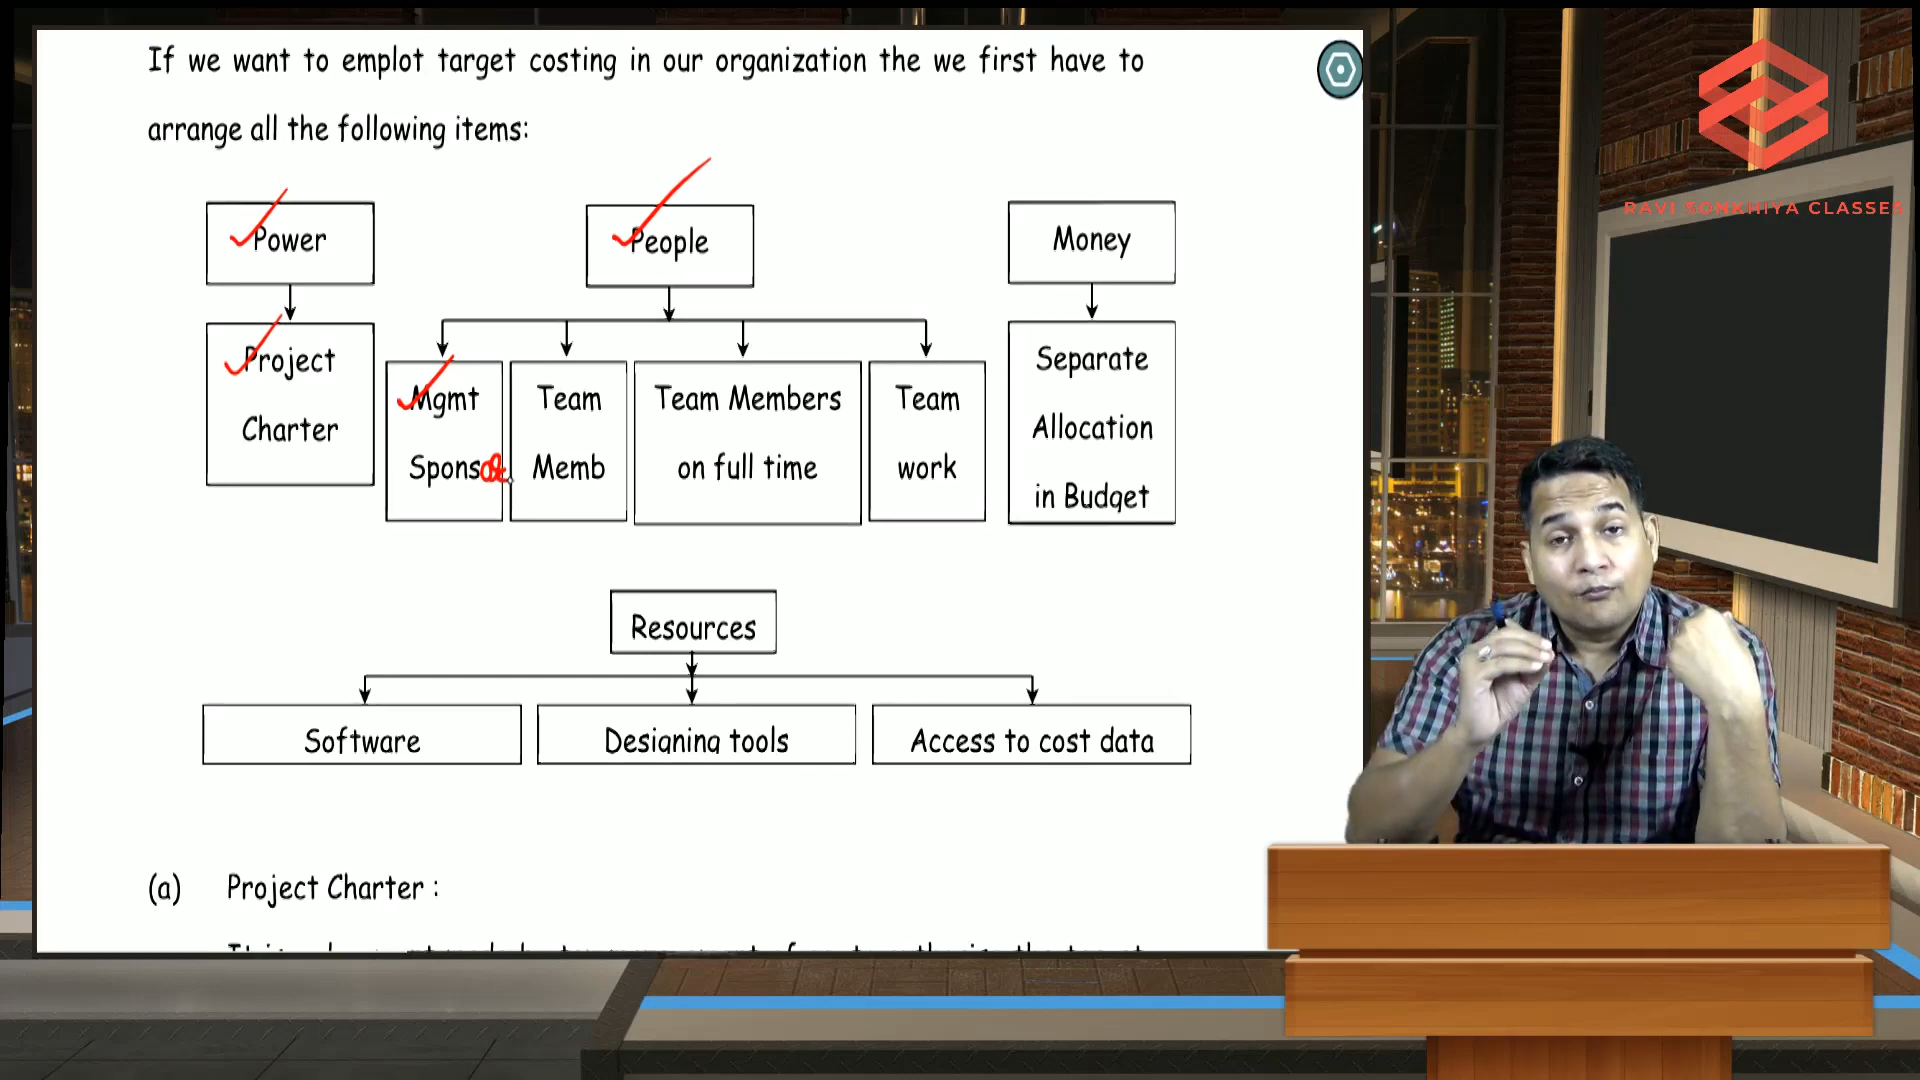 If we want to emplot target costing in our organization the we first have to
arrange all the following items:
Power
People
Money
Project
Charter
Mgmt
Sponsor
Team
Memb
Team Members
on full time
Team
work
Separate
Allocation
in Budget
Resources
Software
Designing tools
Access to cost data
(a) Project Charter :
RAVI SONKHIYA CLASSES